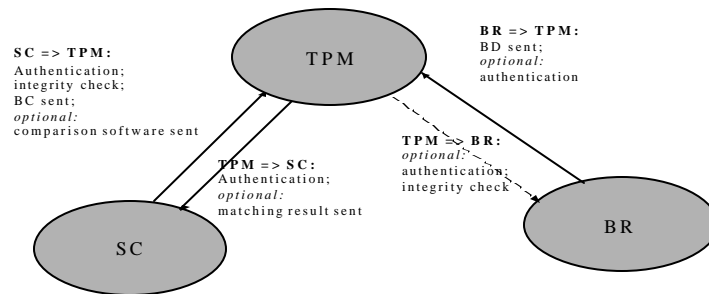 SC => TPM:
Authentication;
integrity check;
BC sent;
optional:
comparison software sent
TPM
BR => TPM:
BD sent;
optional:
authentication
TPM => SC:
Authentication;
optional:
matching result sent
TPM => BR:
optional:
authentication;
integrity check
SC
BR